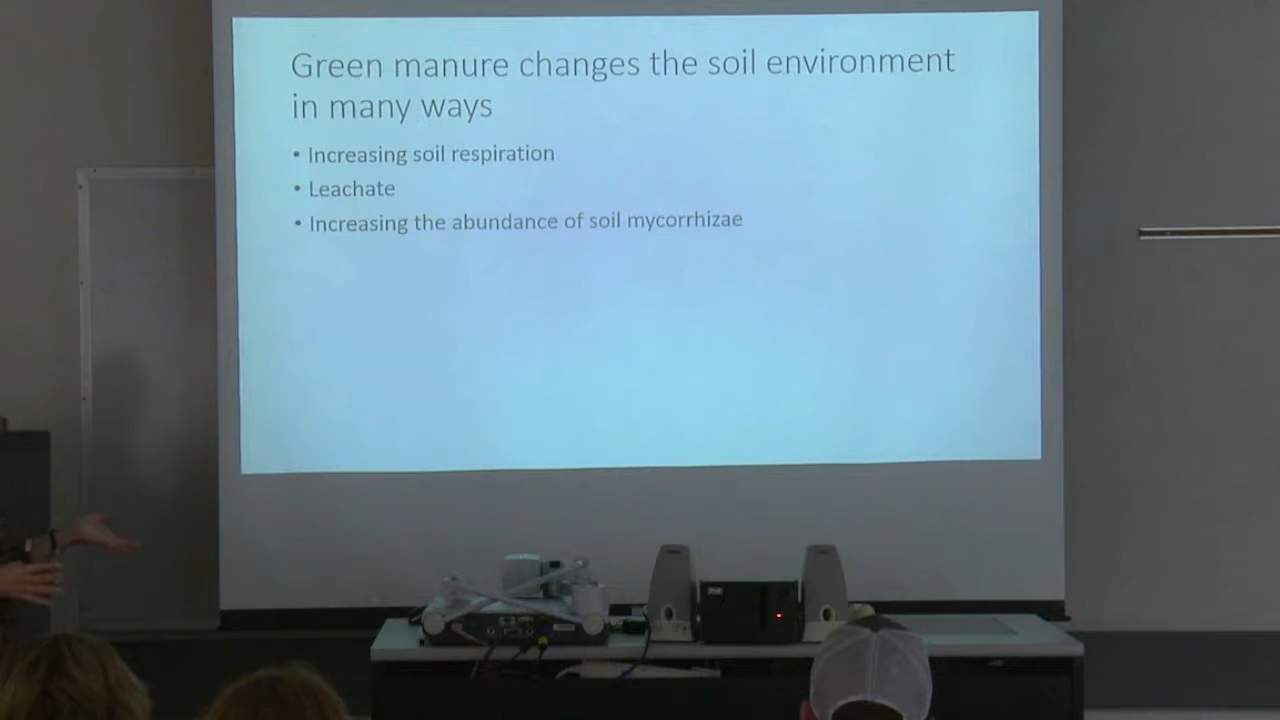 Green manure changes the soil environment
in many ways
• Increasing soil respiration
• Leachate
• Increasing the abundance of soil mycorrhizae